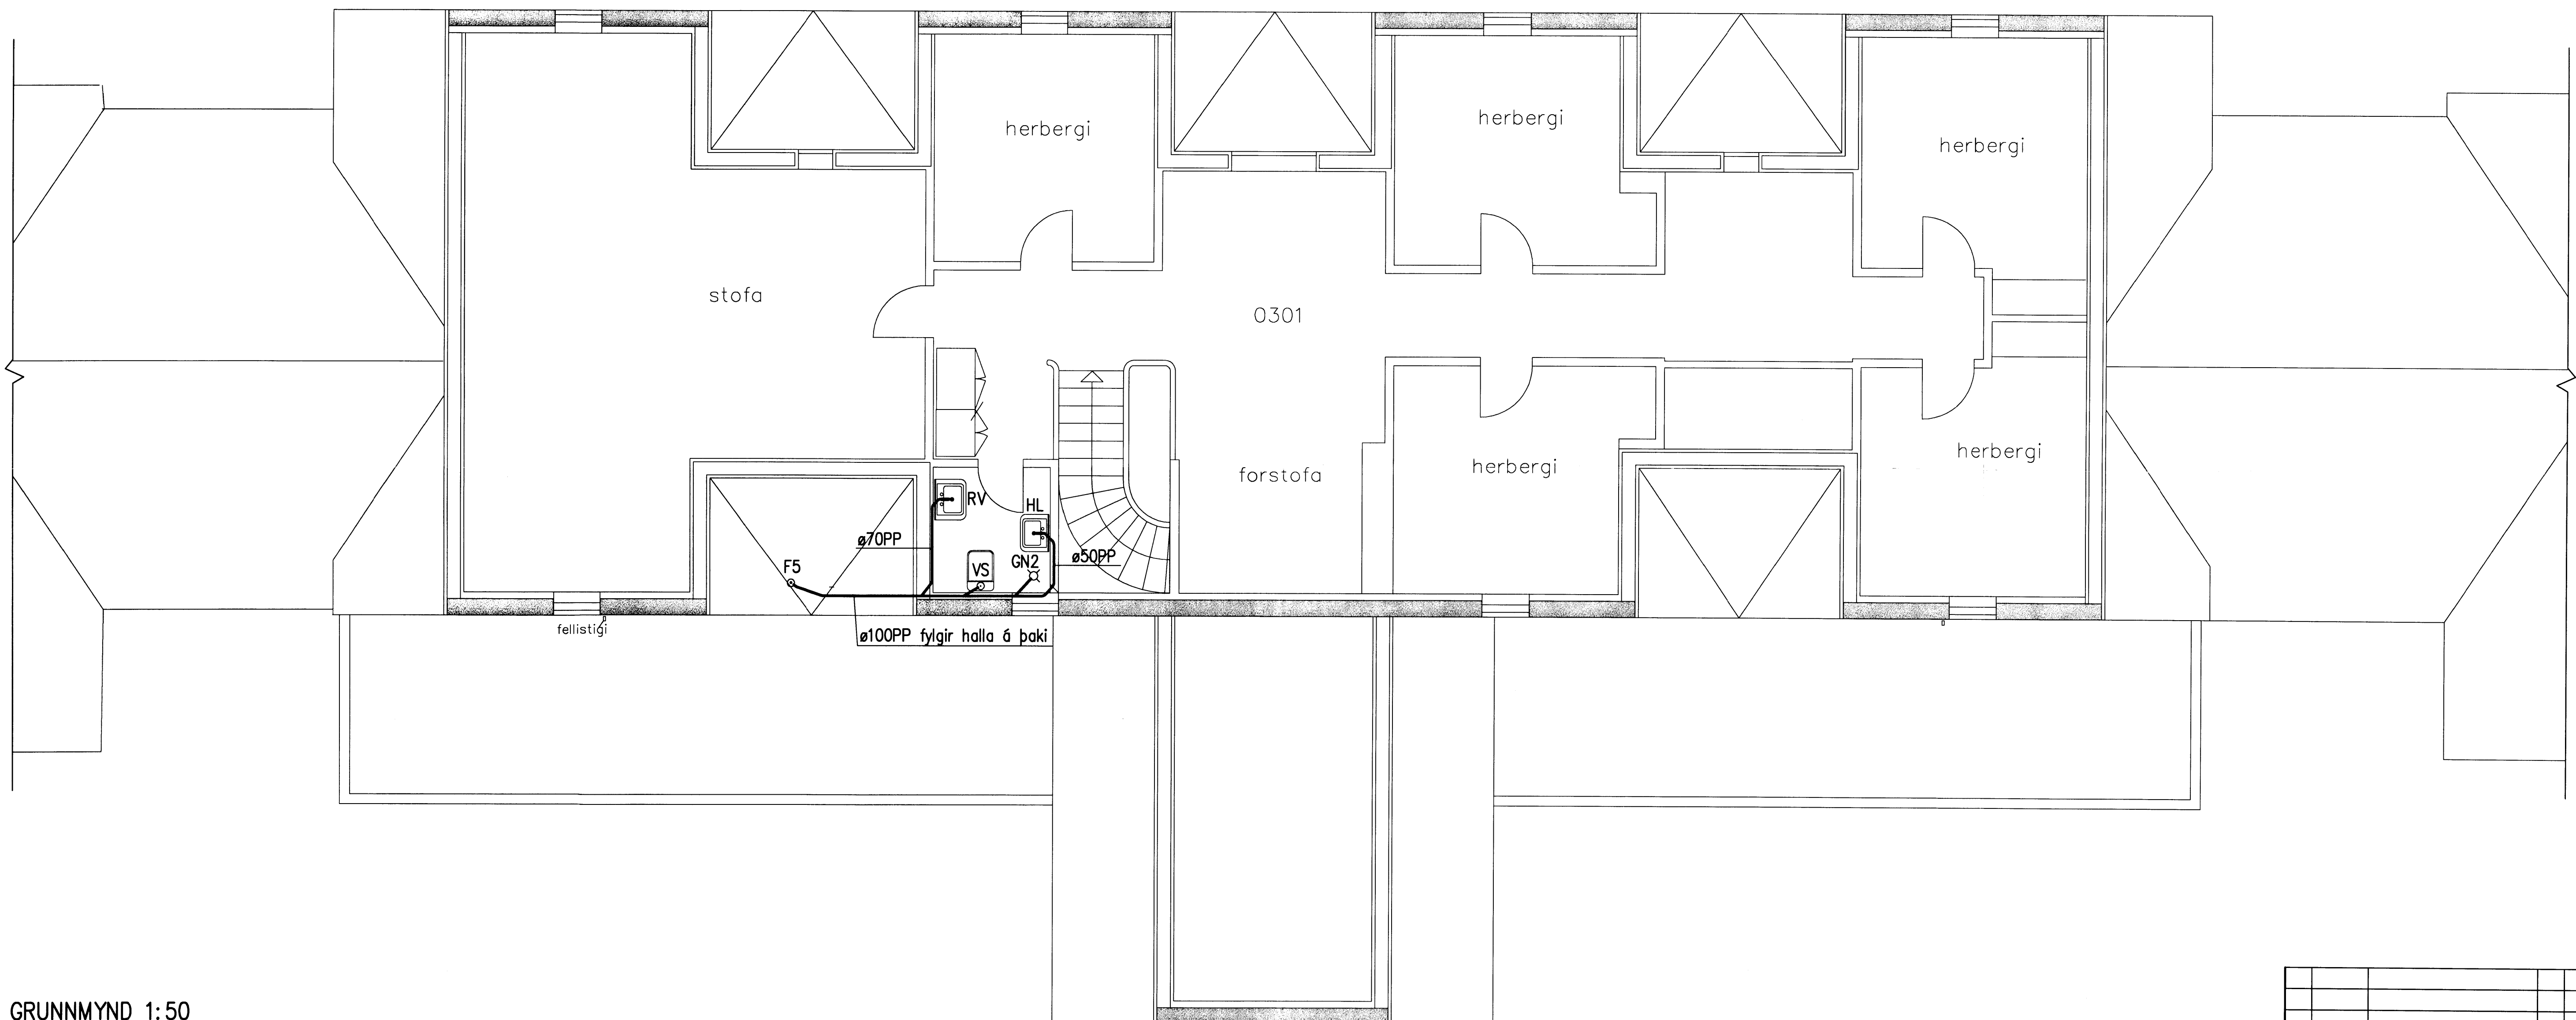 herbergi
herbergi
herbergi
stofa
0301
herbergi
herbergi
forstofa
RV
HL
ø70PP
ø50PP
GN2
VS
F5
fellistigi
ø100PP fylgir halla á þaki
GRUNNMYND 1:50